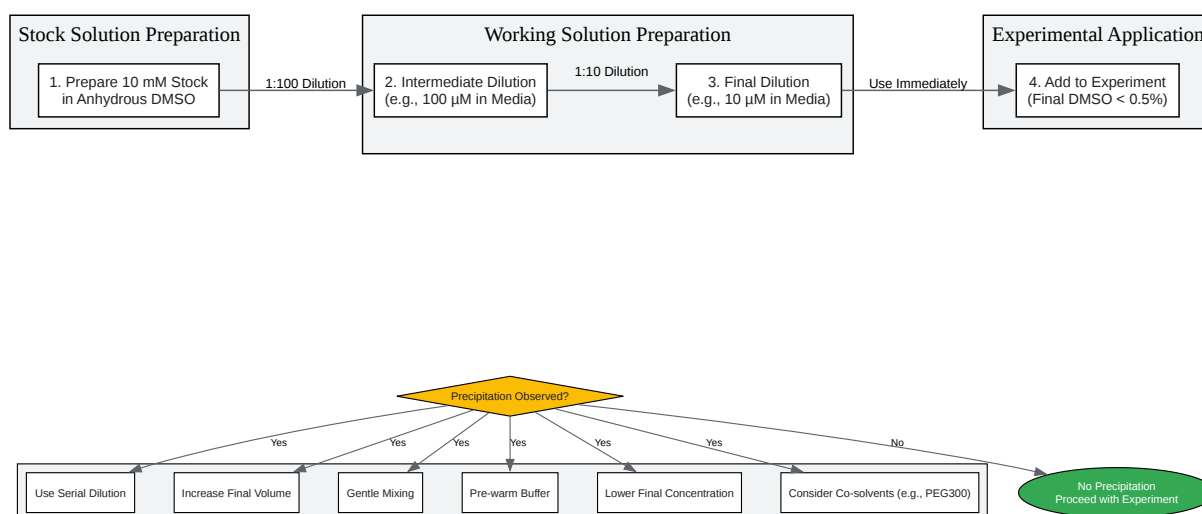 Stock Solution Preparation
Working Solution Preparation
Experimental Application
1. Prepare 10 mM Stock
in Anhydrous DMSO
1:100 Dilution
2. Intermediate Dilution
(e.g., 100 µM in Media)
1:10 Dilution
3. Final Dilution
(e.g., 10 µM in Media)
Use Immediately
4. Add to Experiment
(Final DMSO < 0.5%)
Precipitation Observed?
Yes
Yes
Yes
Yes
Yes
Yes
No
Use Serial Dilution
Increase Final Volume
Gentle Mixing
Pre-warm Buffer
Lower Final Concentration
Consider Co-solvents (e.g., PEG300)
No Precipitation
Proceed with Experiment